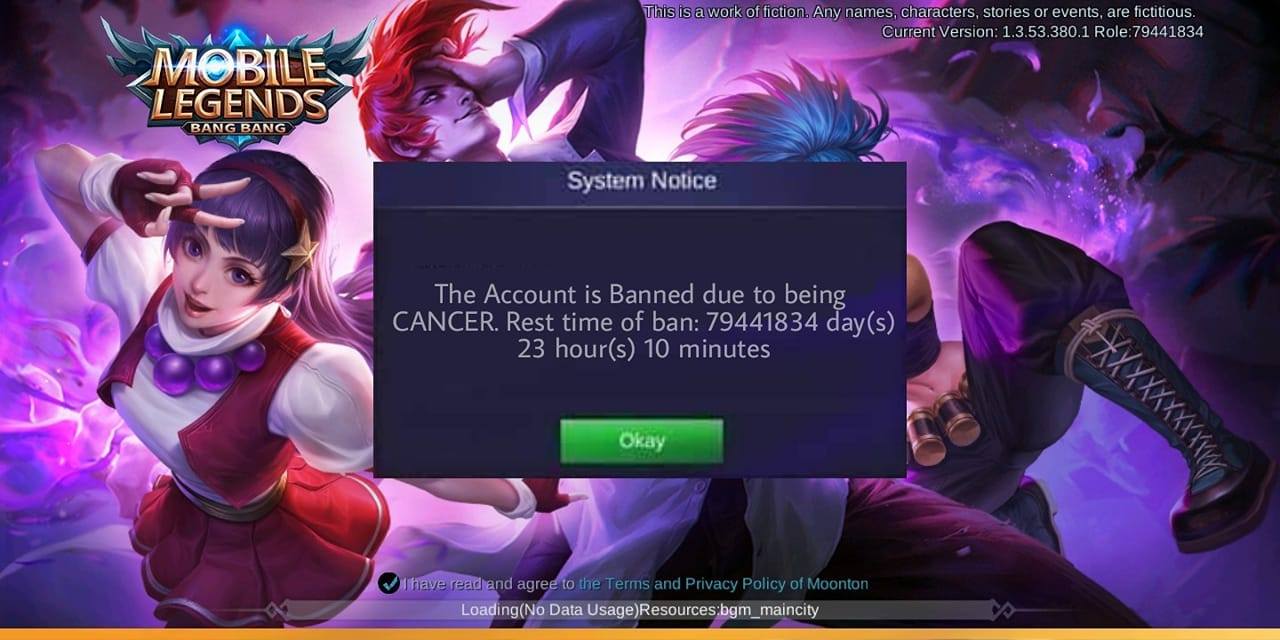 This is a work of fiction. Any names, characters, stories or events, are fictitious.
Current Version: 1.3.53.380.1 Role:79441834
MOBILE
LEGENDS
BANG BANG
System Notice
The Account is Banned due to being
CANCER. Rest time of ban: 79441834 day(s)
23 hour(s) 10 minutes
Okay
I have read and agree to the Terms and Privacy Policy of Moonton
Loading(No Data Usage)Resources:bgm_maincity